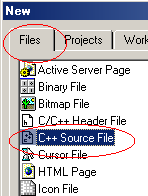 New
Files Projects Work
Active Server Page
Binary File
Bitmap File
C/C++ Header File
C++ Source File
Cursor File
HTML Page
Icon File